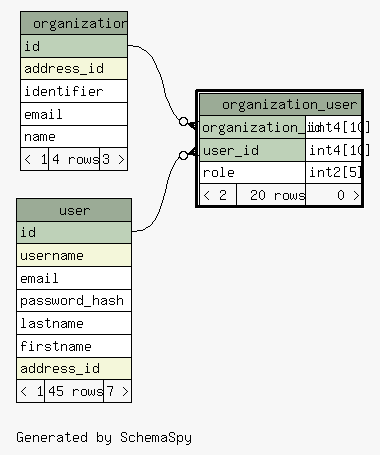 organization
id
address_id
identifier
email
name
< 1 4 rows 3 >
organization_user
organization_id int4[10]
user_id int4[10]
role int2[5]
< 2 20 rows 0 >
user
id
username
email
password_hash
lastname
firstname
address_id
< 1 45 rows 7 >
Generated by SchemaSpy